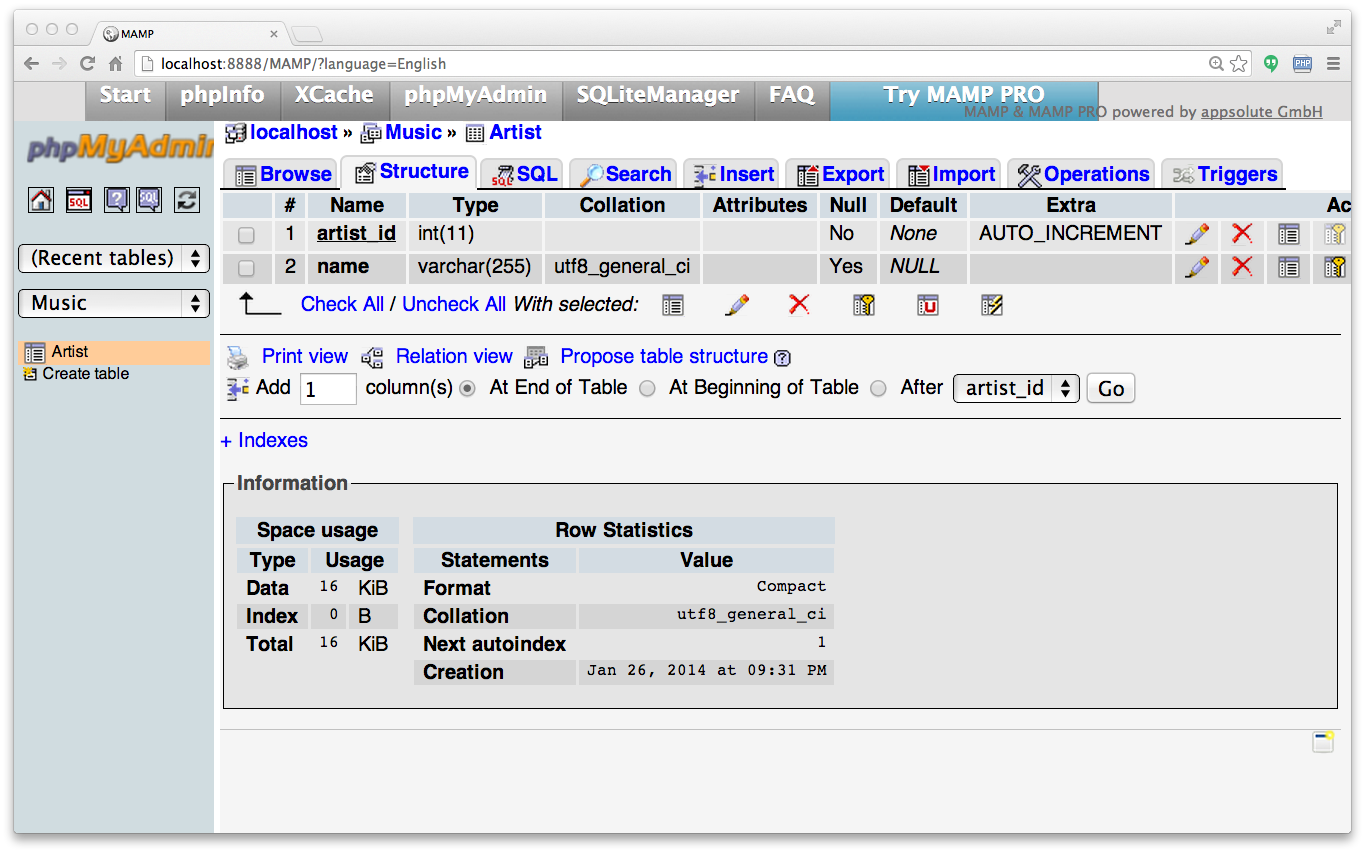 MAMP
localhost:8888/MAMP/?language=English
PHP
Start phpInfo XCache phpMyAdmin SQLiteManager FAQ Try MAMP PRO
MAMP & MAMP PRO powered by appsolute GmbH
phpMyAdmin
localhost » Music » Artist
Browse Structure SQL Search Insert Export Import Operations Triggers
# Name Type Collation Attributes Null Default Extra Ac
1 artist_id int(11) No None AUTO_INCREMENT
2 name varchar(255) utf8_general_ci Yes NULL
Check All / Uncheck All With selected:
SQL ? SQL
(Recent tables)
Music
Artist
Create table
Print view Relation view Propose table structure ?
Add 1 column(s) At End of Table At Beginning of Table After artist_id Go
+ Indexes
Information
Space usage
Type Usage
Data 16 KiB
Index 0 B
Total 16 KiB
Row Statistics
Statements Value
Format Compact
Collation utf8_general_ci
Next autoindex 1
Creation Jan 26, 2014 at 09:31 PM